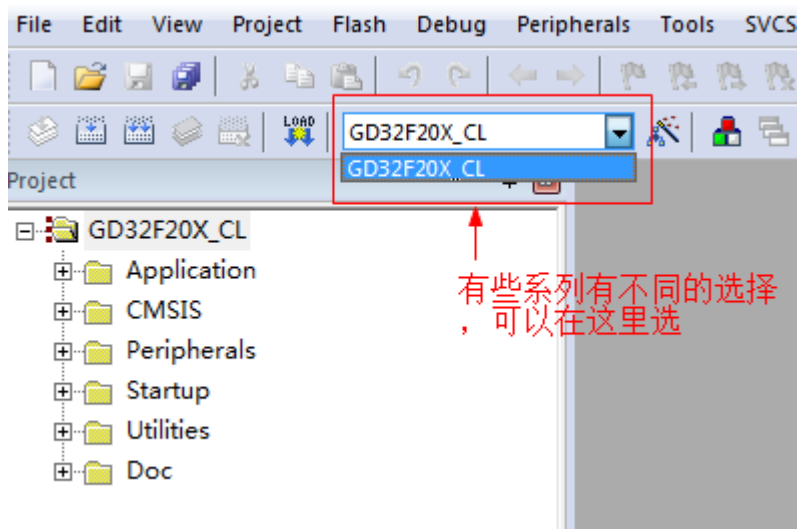 File Edit View Project Flash Debug Peripherals Tools SVCS
LOAD
GD32F20X_CL
GD32F20X_CL
Project
GD32F20X_CL
Application
CMSIS
Peripherals
Startup
Utilities
Doc
有些系列有不同的选择
，可以在这里选